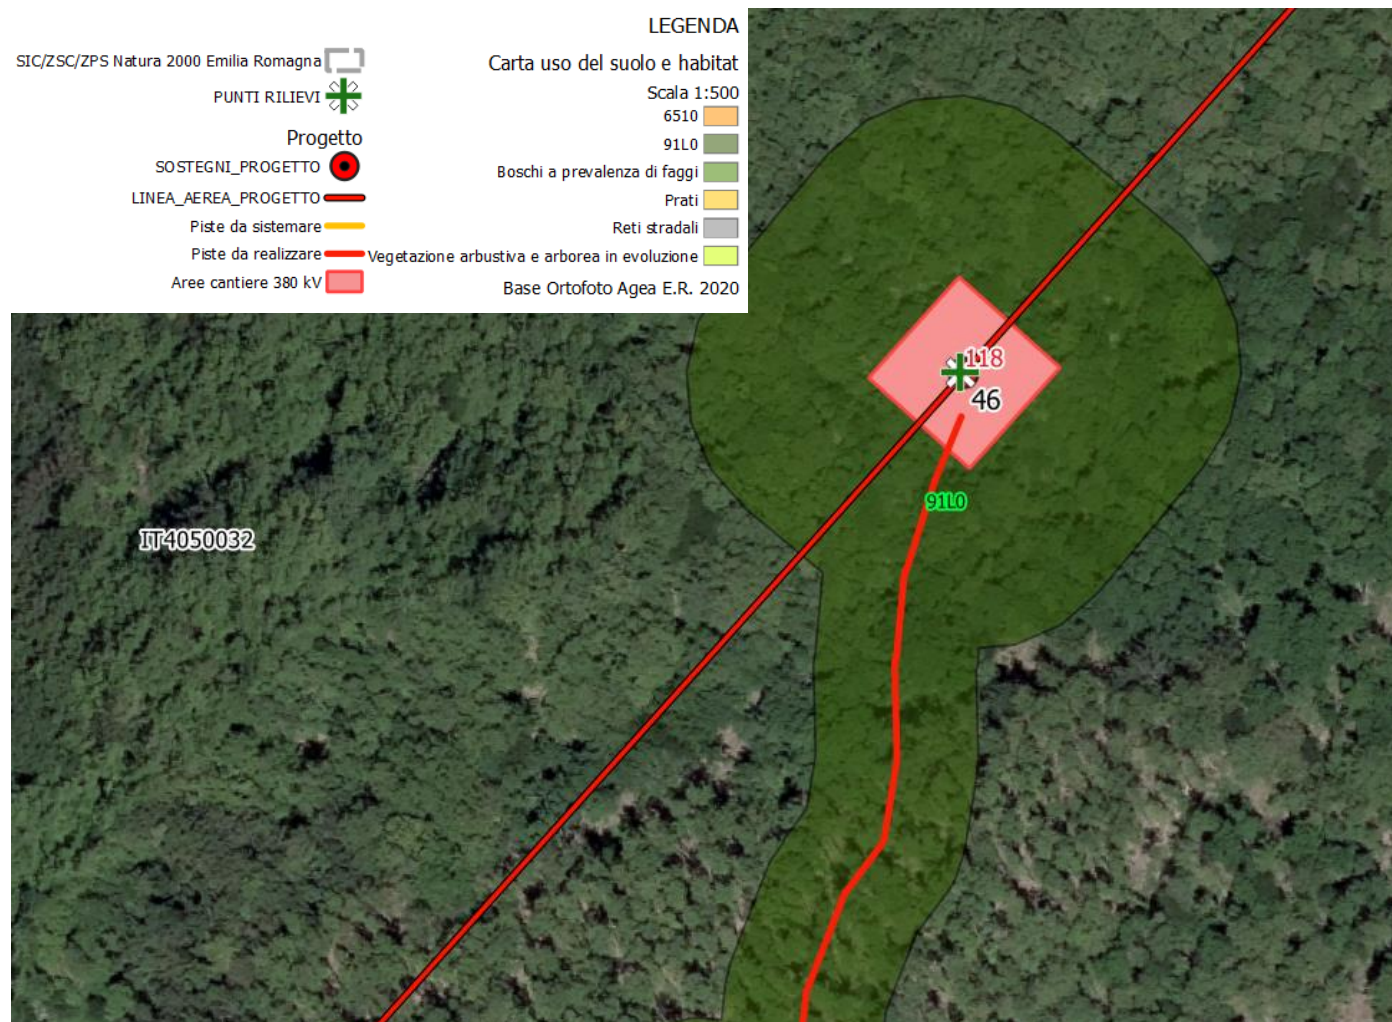 LEGENDA
SIC/ZSC/ZPS Natura 2000 Emilia Romagna
PUNTI RILIEVI
Progetto
SOSTEGNI_PROGETTO
LINEA_AEREA_PROGETTO
Piste da sistemare
Piste da realizzare
Aree cantiere 380 kV
Carta uso del suolo e habitat
Scala 1:500
6510
91L0
Boschi a prevalenza di faggi
Prati
Reti stradali
Vegetazione arbustiva e arborea in evoluzione
Base Ortofoto Agea E.R. 2020
118
46
91L0
IT4050032